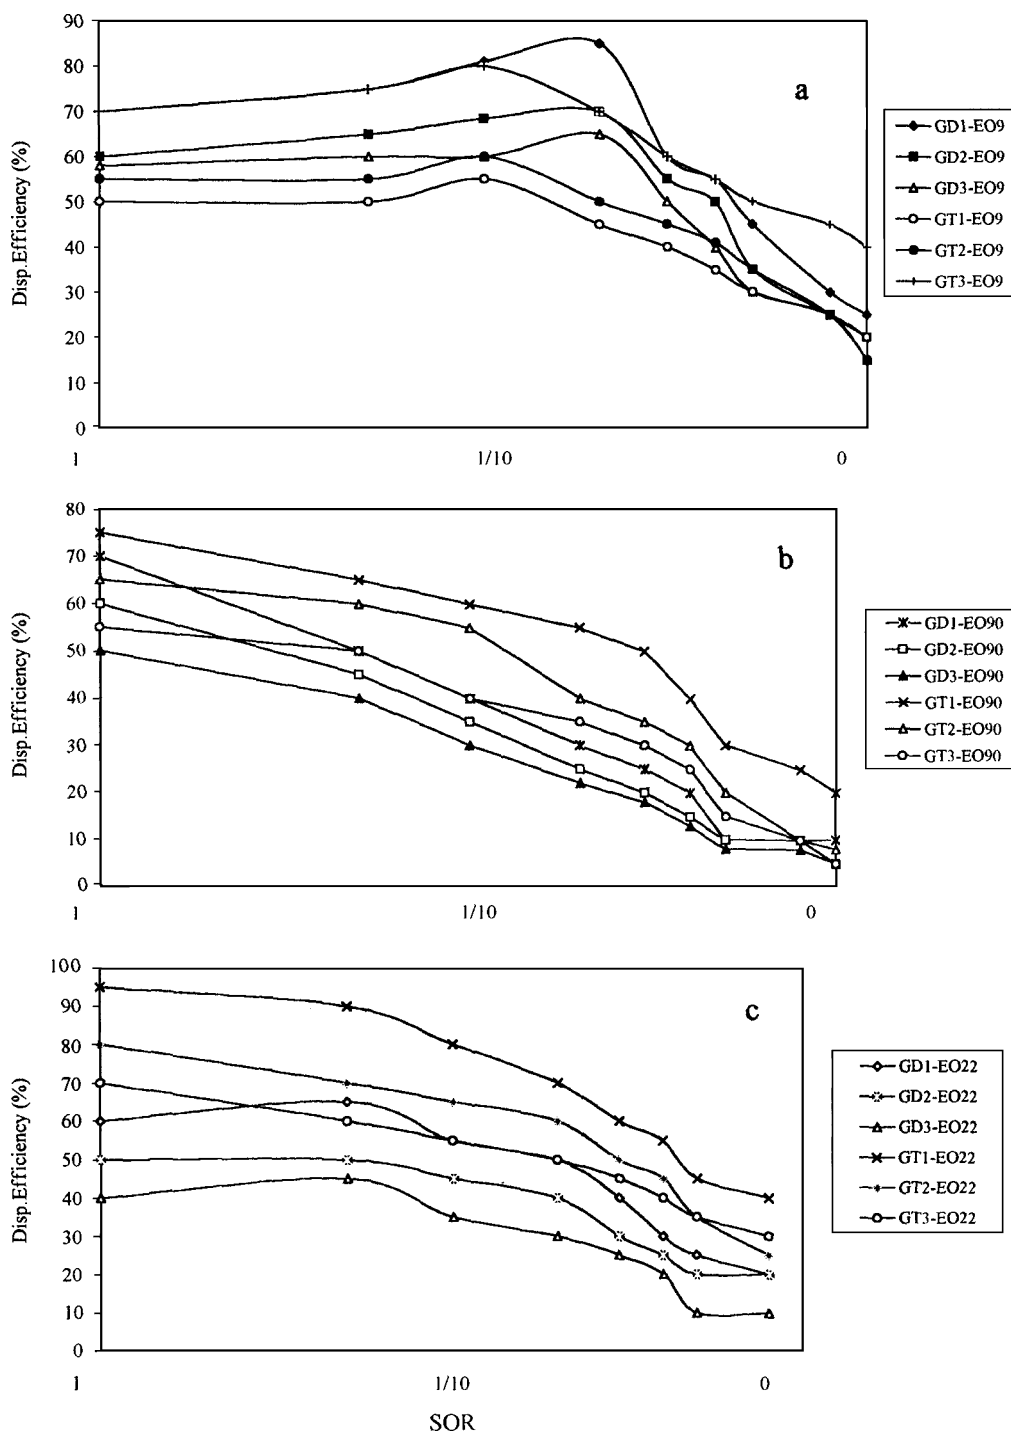 90
80
70
60
50
40
30
20
10
0
Disp.Efficiency (%)
a
1
1/10
0
GD1-EO9
GD2-EO9
GD3-EO9
GT1-EO9
GT2-EO9
GT3-EO9
80
70
60
50
40
30
20
10
0
Disp.Efficiency (%)
b
1
1/10
0
GD1-EO90
GD2-EO90
GD3-EO90
GT1-EO90
GT2-EO90
GT3-EO90
100
90
80
70
60
50
40
30
20
10
0
Disp.Efficiency (%)
c
1
1/10
0
GD1-EO22
GD2-EO22
GD3-EO22
GT1-EO22
GT2-EO22
GT3-EO22
SOR